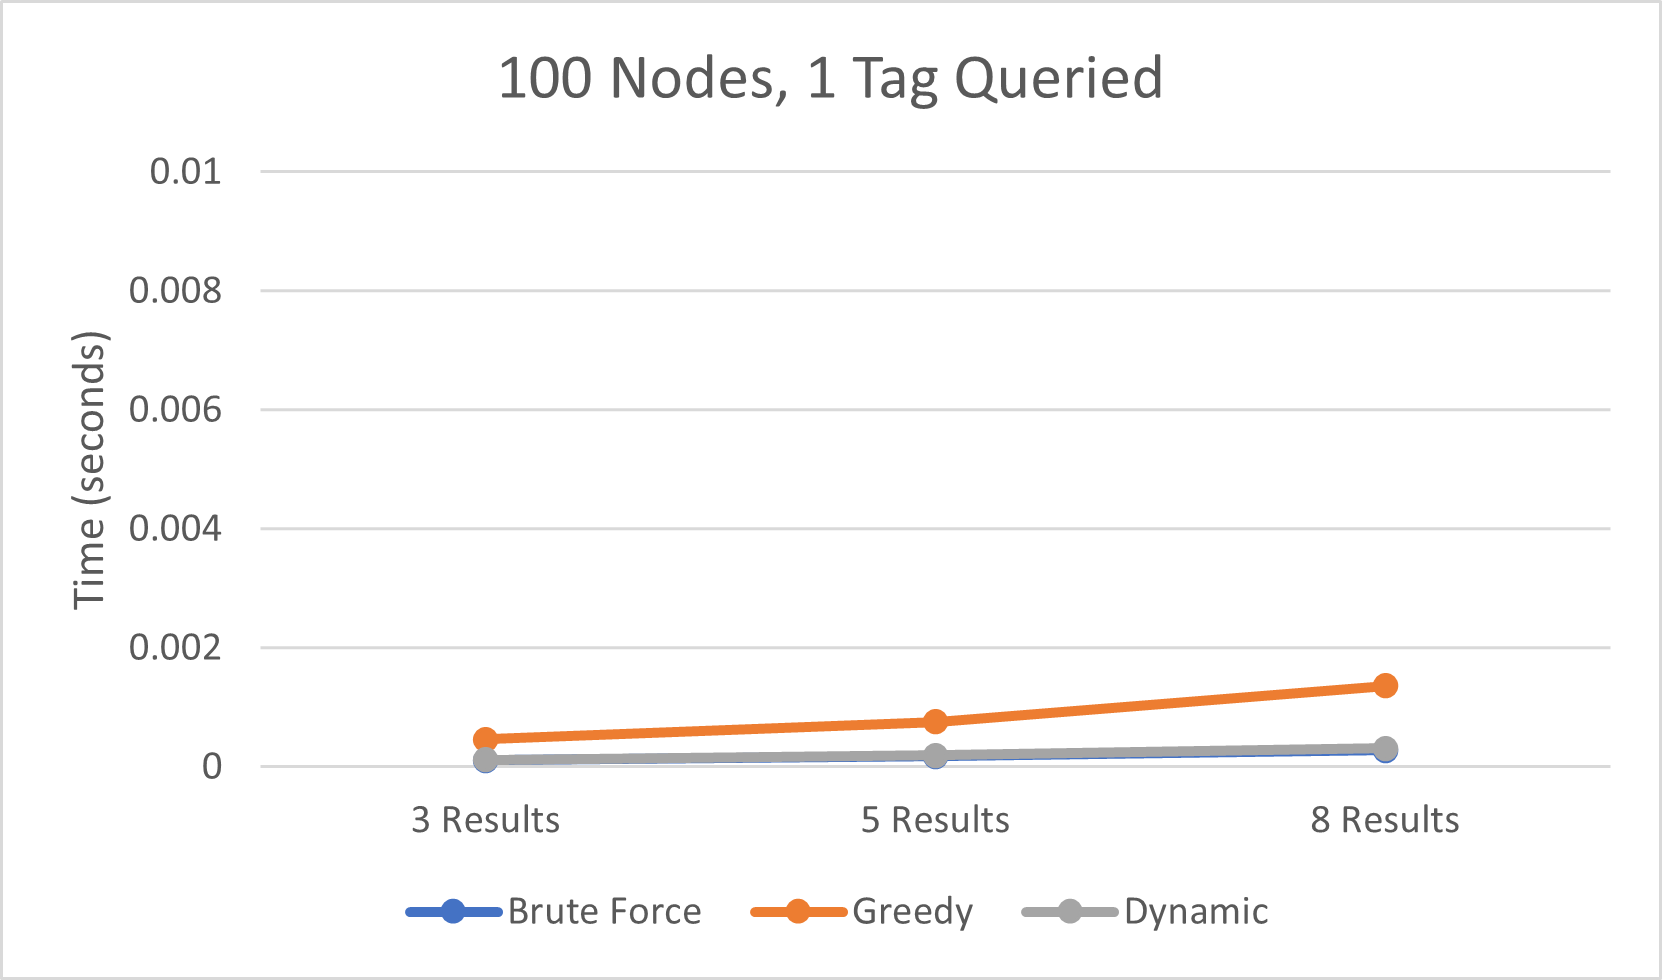 100 Nodes, 1 Tag Queried
0.01
0.008
0.006
0.004
0.002
0
Time (seconds)
3 Results
5 Results
8 Results
Brute Force
Greedy
Dynamic